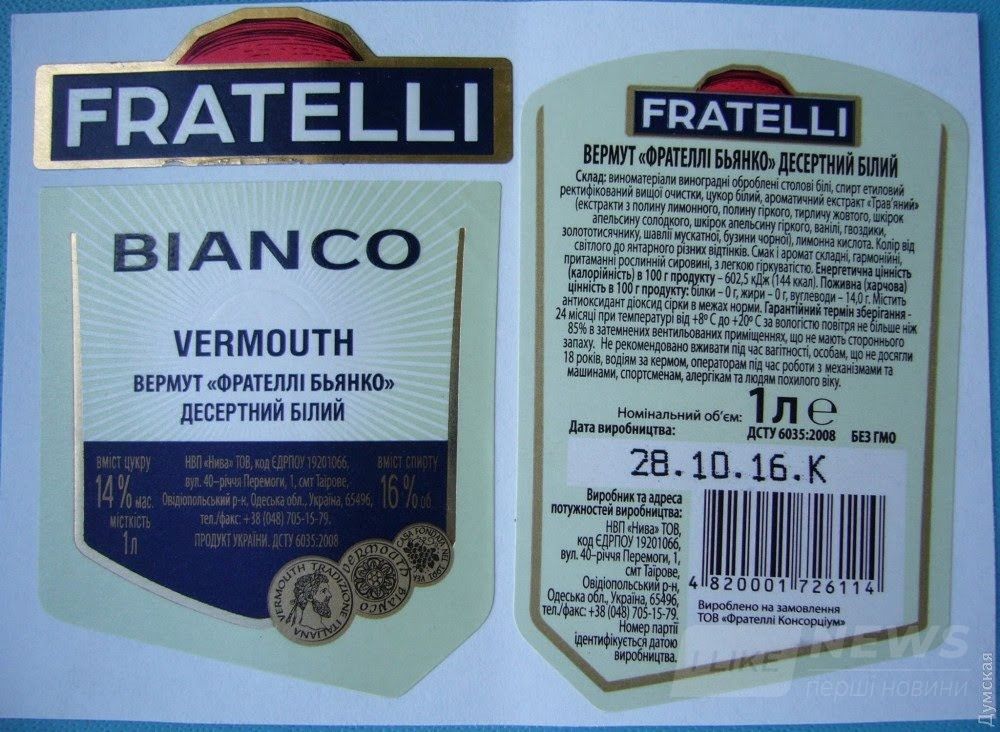 FRATELLI
BIANCO
VERMOUTH
ВЕРМУТ «ФРАТЕЛЛІ БЬЯНКО»
ДЕСЕРТНИЙ БІЛИЙ
ВМІСТ ЦУКРУ
14 % мас.
МІСТКІСТЬ
1л
НВП «Нива» ТОВ, код ЄДРПОУ 19201066,
вул. 40–річчя Перемоги, 1, смт Таїрове,
Овідіопольський р-н, Одеська обл., Україна, 65496,
тел./факс: +38 (048) 705-15-79.
ПРОДУКТ УКРАЇНИ. ДСТУ 6035:2008
ВМІСТ СПИРТУ
16 % об.
VERMOUTH TRADIZIONE ITALIANA
VERMOUTH BIANCO
CASA FONDATA NEL
FRATELLI
ВЕРМУТ «ФРАТЕЛЛІ БЬЯНКО» ДЕСЕРТНИЙ БІЛИЙ
Склад: виноматеріали виноградні оброблені столові білі, спирт етиловий
ректифікований вищої очистки, цукор білий, ароматичний екстракт «Трав'яний»
(екстракти з полину лимонного, полину гіркого, тирличу жовтого, шкірок
апельсину солодкого, шкірок апельсину гіркого, ванілі, гвоздики,
золототисячнику, шавлії мускатної, бузини чорної), лимонна кислота. Колір від
світлого до янтарного різних відтінків. Смак і аромат складні, гармонійні,
притаманні рослинній сировині, з легкою гіркуватістю. Енергетична цінність
(калорійність) в 100 г продукту – 602,5 кДж (144 ккал). Поживна (харчова)
цінність в 100 г продукту: білки – 0 г, жири – 0 г, вуглеводи – 14,0 г. Містить
антиоксидант діоксид сірки в межах норми. Гарантійний термін зберігання -
24 місяці при температурі від +8° С до +20° С за вологістю повітря не більше ніж
85% в затемнених вентильованих приміщеннях, що не мають стороннього
запаху. Не рекомендовано вживати під час вагітності, особам, що не досягли
18 років, водіям за кермом, операторам під час роботи з механізмами та
машинами, спортсменам, алергікам та людям похилого віку.
Номінальний об'єм: 1л e
Дата виробництва: ДСТУ 6035:2008 БЕЗ ГМО
28.10.16.К
Виробник та адреса
потужностей виробництва:
НВП «Нива» ТОВ,
код ЄДРПОУ 19201066,
вул. 40–річчя Перемоги, 1,
смт Таїрове,
Овідіопольський р-н,
Одеська обл., Україна, 65496,
тел./факс: +38 (048) 705-15-79.
Номер партії
ідентифікується датою
виробництва.
4 820001 726114
Вироблено на замовлення
ТОВ «Фрателлі Консорціум»
I LIKE NEWS
перші новини
Думская